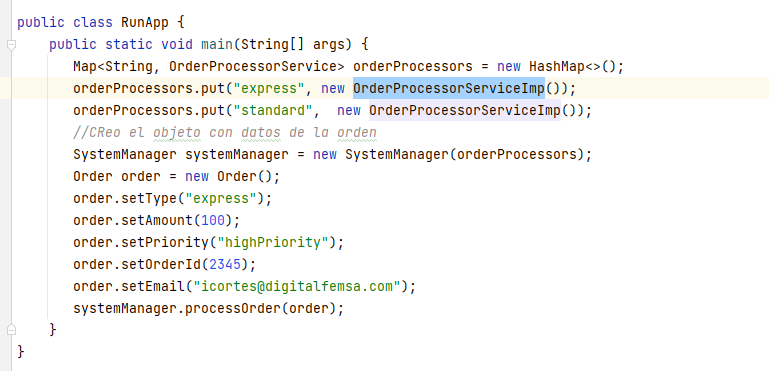 public class RunApp {
    public static void main(String[] args) {
        Map<String, OrderProcessorService> orderProcessors = new HashMap<>();
        orderProcessors.put("express", new OrderProcessorServiceImp());
        orderProcessors.put("standard",  new OrderProcessorServiceImp());
        //CReo el objeto con datos de la orden
        SystemManager systemManager = new SystemManager(orderProcessors);
        Order order = new Order();
        order.setType("express");
        order.setAmount(100);
        order.setPriority("highPriority");
        order.setOrderId(2345);
        order.setEmail("icortes@digitalfemsa.com");
        systemManager.processOrder(order);
    }
}